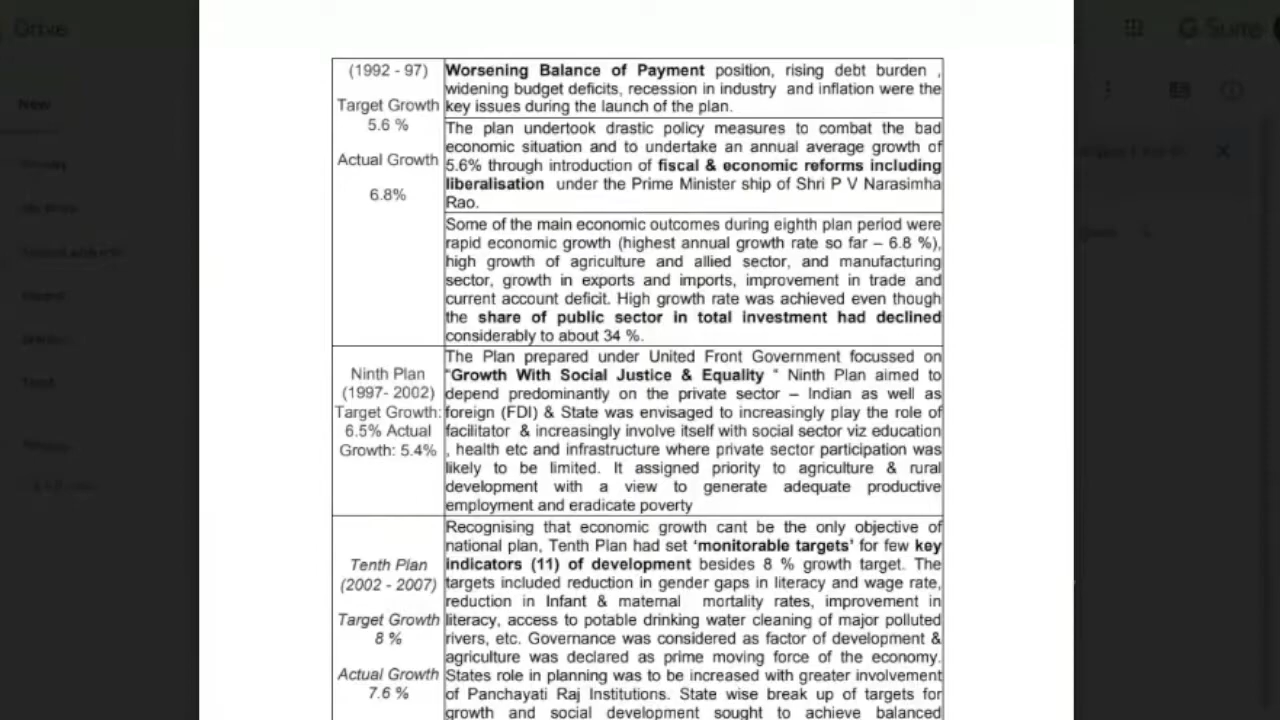 Drive
G Suite
New
(1992 - 97)
Target Growth
5.6 %
Actual Growth
6.8%
Worsening Balance of Payment position, rising debt burden ,
widening budget deficits, recession in industry and inflation were the
key issues during the launch of the plan.
The plan undertook drastic policy measures to combat the bad
economic situation and to undertake an annual average growth of
5.6% through introduction of fiscal & economic reforms including
liberalisation under the Prime Minister ship of Shri P V Narasimha
Rao.
Some of the main economic outcomes during eighth plan period were
rapid economic growth (highest annual growth rate so far – 6.8 %),
high growth of agriculture and allied sector, and manufacturing
sector, growth in exports and imports, improvement in trade and
current account deficit. High growth rate was achieved even though
the share of public sector in total investment had declined
considerably to about 34 %.
Ninth Plan
(1997- 2002)
Target Growth:
6.5% Actual
Growth: 5.4%
The Plan prepared under United Front Government focussed on
“Growth With Social Justice & Equality “ Ninth Plan aimed to
depend predominantly on the private sector – Indian as well as
foreign (FDI) & State was envisaged to increasingly play the role of
facilitator & increasingly involve itself with social sector viz education
, health etc and infrastructure where private sector participation was
likely to be limited. It assigned priority to agriculture & rural
development with a view to generate adequate productive
employment and eradicate poverty
Tenth Plan
(2002 - 2007)
Target Growth
8 %
Actual Growth
7.6 %
Recognising that economic growth cant be the only objective of
national plan, Tenth Plan had set ‘monitorable targets’ for few key
indicators (11) of development besides 8 % growth target. The
targets included reduction in gender gaps in literacy and wage rate,
reduction in Infant & maternal mortality rates, improvement in
literacy, access to potable drinking water cleaning of major polluted
rivers, etc. Governance was considered as factor of development &
agriculture was declared as prime moving force of the economy.
States role in planning was to be increased with greater involvement
of Panchayati Raj Institutions. State wise break up of targets for
growth and social development sought to achieve balanced